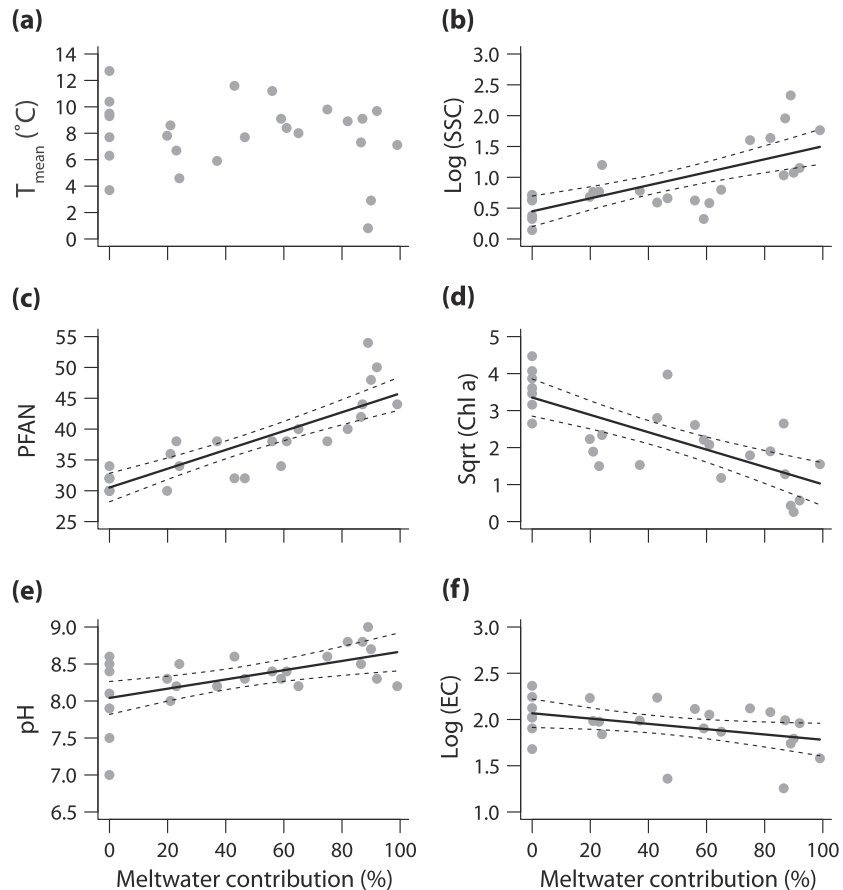 (a)
14
12
10
8
6
4
2
0
Tmean (˚C)
(b)
3.0
2.5
2.0
1.5
1.0
0.5
0.0
Log (SSC)
(c)
55
50
45
40
35
30
25
PFAN
(d)
5
4
3
2
1
0
Sqrt (Chl a)
(e)
9.0
8.5
8.0
7.5
7.0
6.5
pH
0 20 40 60 80 100
Meltwater contribution (%)
(f)
3.0
2.5
2.0
1.5
1.0
Log (EC)
0 20 40 60 80 100
Meltwater contribution (%)